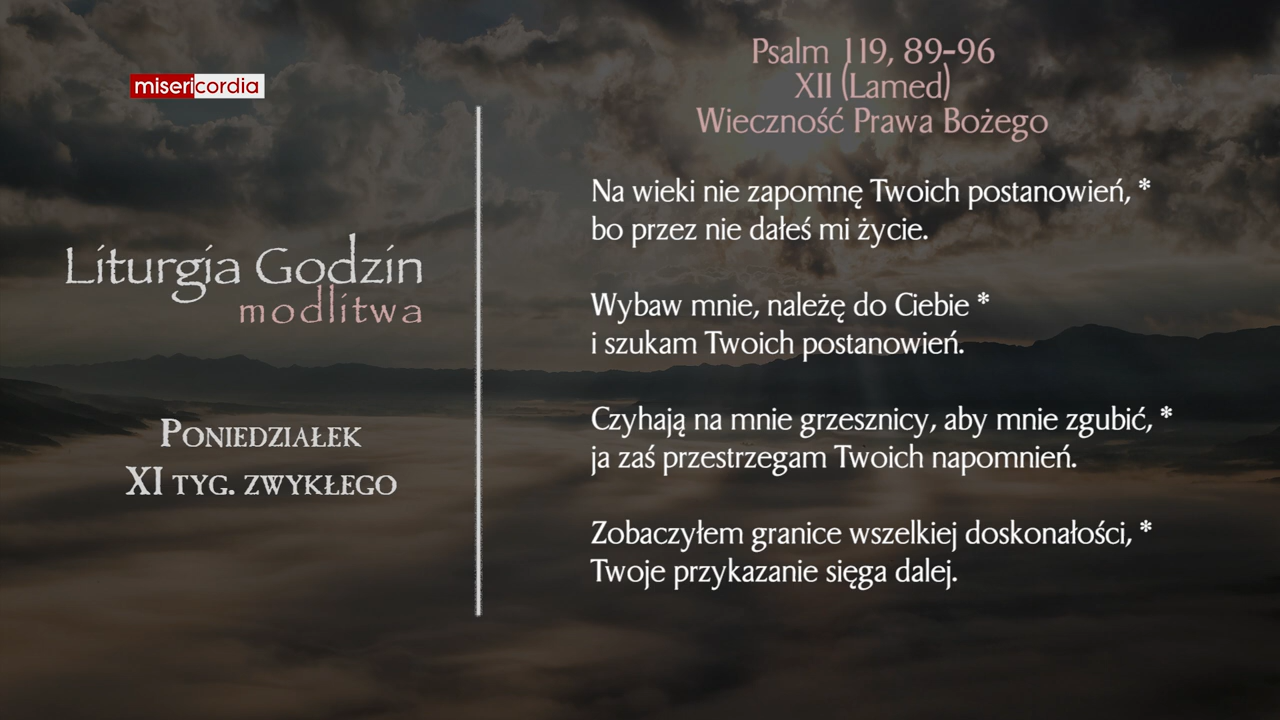 misericordia
Liturgia Godzin
modlitwa
Poniedziałek
XI tyg. zwykłego
Psalm 119, 89-96
XII (Lamed)
Wieczność Prawa Bożego
Na wieki nie zapomnę Twoich postanowień, *
bo przez nie dałeś mi życie.
Wybaw mnie, należę do Ciebie *
i szukam Twoich postanowień.
Czyhają na mnie grzesznicy, aby mnie zgubić, *
ja zaś przestrzegam Twoich napomnień.
Zobaczyłem granice wszelkiej doskonałości, *
Twoje przykazanie sięga dalej.